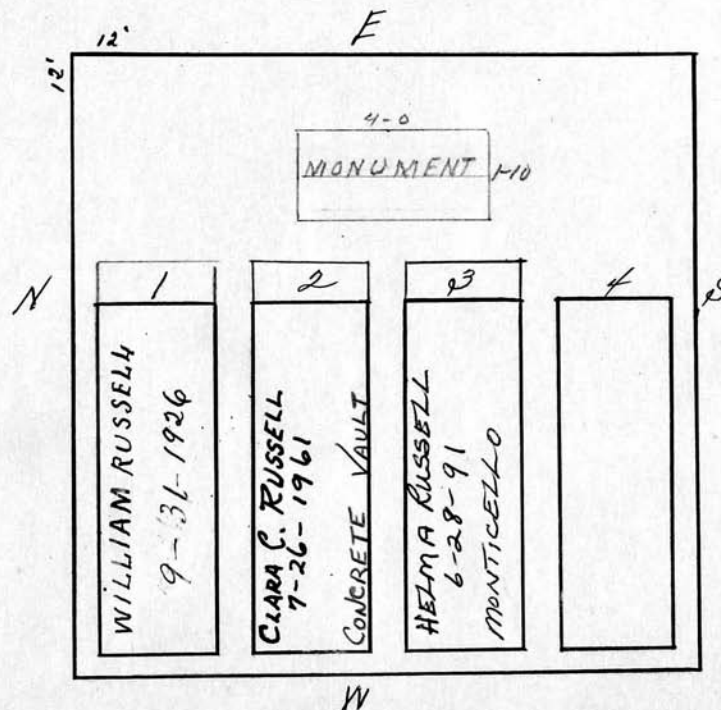 E
12'
12'
4-0
MONUMENT
1-10
N
S
1
2
3
4
WILLIAM RUSSELL
9-31-1926
CLARA C. RUSSELL
7-26-1961
CONCRETE VAULT
HELMA RUSSELL
6-28-91
MONTICELLO
W